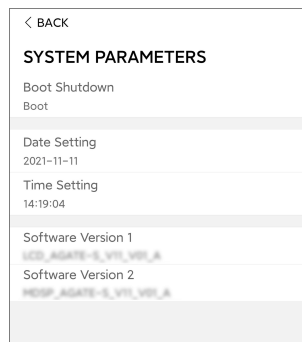 < BACK
SYSTEM PARAMETERS
Boot Shutdown
Boot
Date Setting
2021-11-11
Time Setting
14:19:04
Software Version 1
Software Version 2